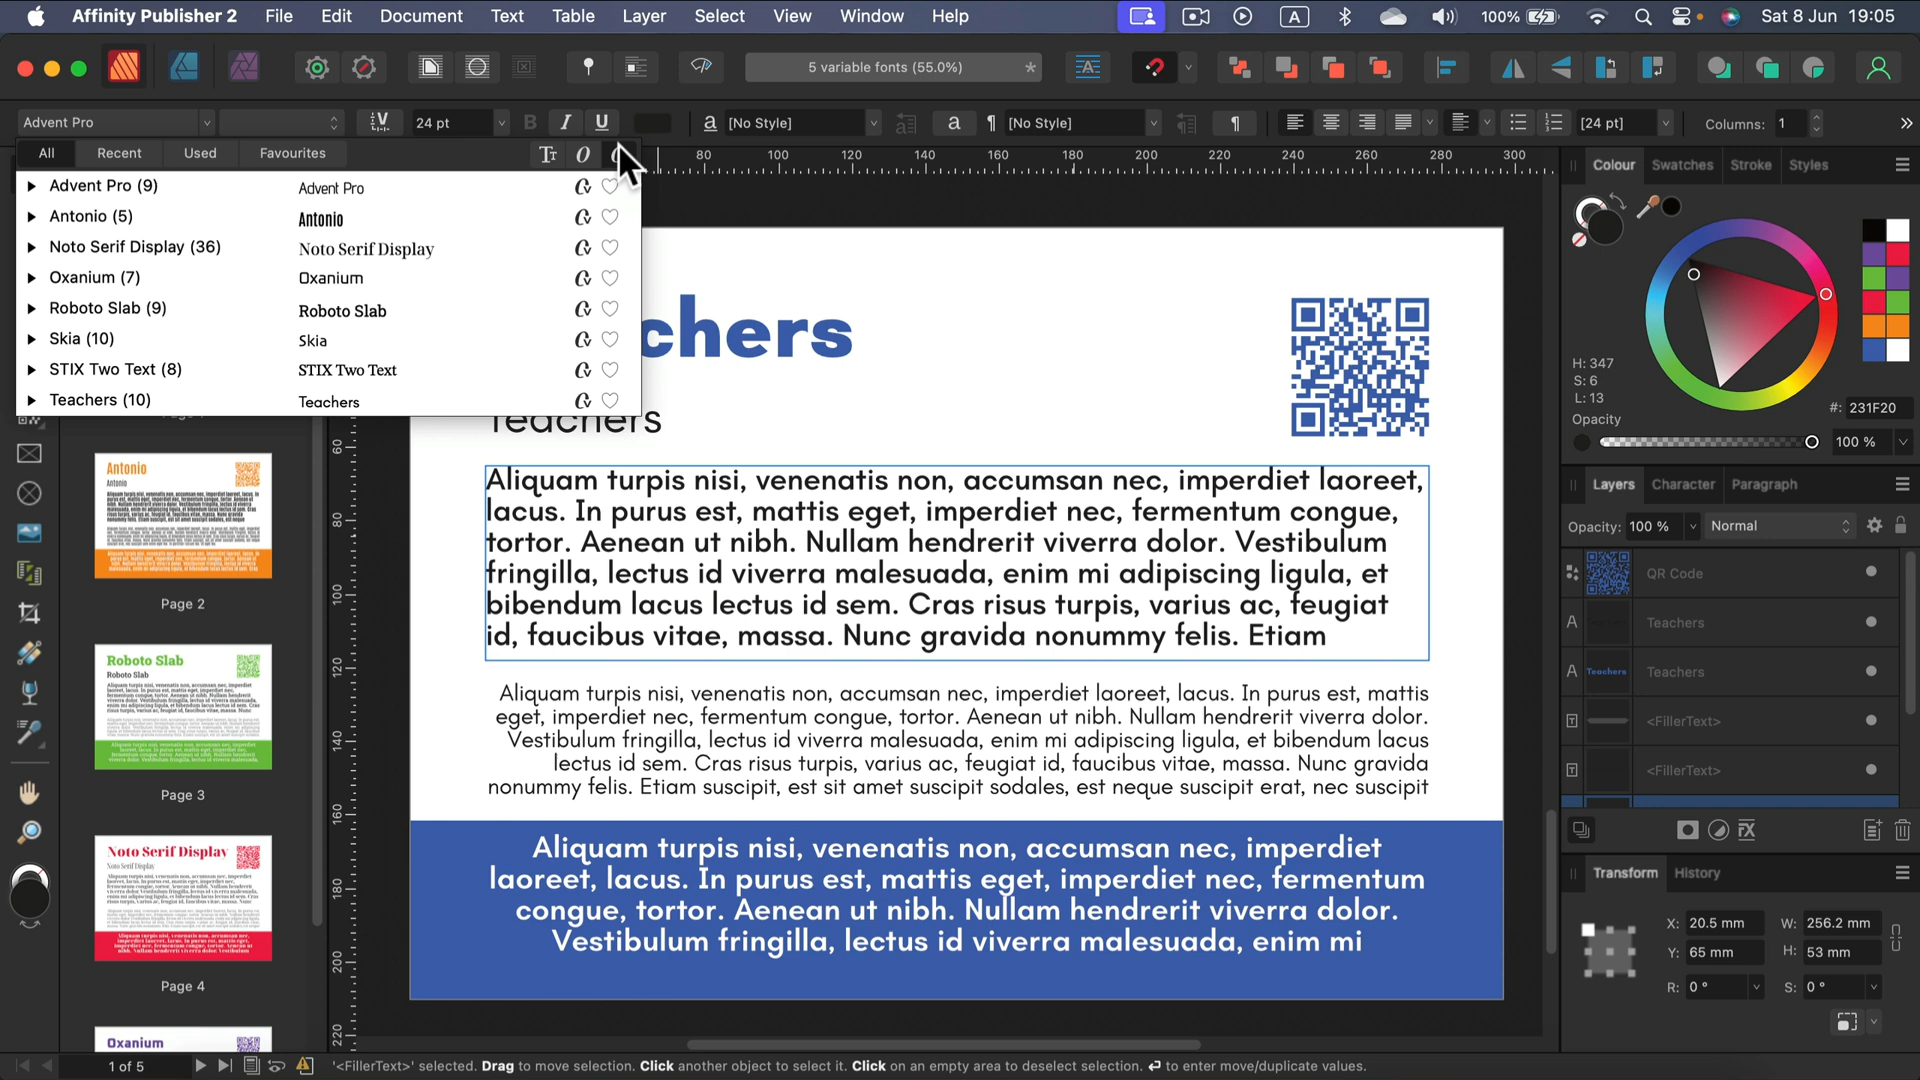 Affinity Publisher 2 File Edit Document Text Table Layer Select View Window Help A 100% Sat 8 Jun 19:05
5 variable fonts (55.0%) *
Advent Pro 24 pt B I U a [No Style] a ¶ [No Style] ¶ [24 pt] Columns: 1
All Recent Used Favourites
80 100 120 140 160 180 200 220 240 260 280 300
Advent Pro (9) Advent Pro
Antonio (5) Antonio
Noto Serif Display (36) Noto Serif Display
Oxanium (7) Oxanium
Roboto Slab (9) Roboto Slab
Skia (10) Skia
STIX Two Text (8) STIX Two Text
Teachers (10) Teachers
chers
Teachers
Aliquam turpis nisi, venenatis non, accumsan nec, imperdiet laoreet,
lacus. In purus est, mattis eget, imperdiet nec, fermentum congue,
tortor. Aenean ut nibh. Nullam hendrerit viverra dolor. Vestibulum
fringilla, lectus id viverra malesuada, enim mi adipiscing ligula, et
bibendum lacus lectus id sem. Cras risus turpis, varius ac, feugiat
id, faucibus vitae, massa. Nunc gravida nonummy felis. Etiam
Aliquam turpis nisi, venenatis non, accumsan nec, imperdiet laoreet, lacus. In purus est, mattis
eget, imperdiet nec, fermentum congue, tortor. Aenean ut nibh. Nullam hendrerit viverra dolor.
Vestibulum fringilla, lectus id viverra malesuada, enim mi adipiscing ligula, et bibendum lacus
lectus id sem. Cras risus turpis, varius ac, feugiat id, faucibus vitae, massa. Nunc gravida
nonummy felis. Etiam suscipit, est sit amet suscipit sodales, est neque suscipit erat, nec suscipit
Aliquam turpis nisi, venenatis non, accumsan nec, imperdiet
laoreet, lacus. In purus est, mattis eget, imperdiet nec, fermentum
congue, tortor. Aenean ut nibh. Nullam hendrerit viverra dolor.
Vestibulum fringilla, lectus id viverra malesuada, enim mi
60
80
100
120
140
160
180
200
220
Antonio
Antonio
Page 2
Roboto Slab
Roboto Slab
Page 3
Noto Serif Display
Noto Serif Display
Page 4
Oxanium
Colour Swatches Stroke Styles
H: 347
S: 6
L: 13
#: 231F20
Opacity
100 %
Layers Character Paragraph
Opacity: 100 % Normal
QR Code
A Teachers
A Teachers Teachers
<FillerText>
<FillerText>
Transform History
X: 20.5 mm W: 256.2 mm
Y: 65 mm H: 53 mm
R: 0 ° S: 0 °
1 of 5 '<FillerText>' selected. Drag to move selection. Click another object to select it. Click on an empty area to deselect selection. ⏎ to enter move/duplicate values.